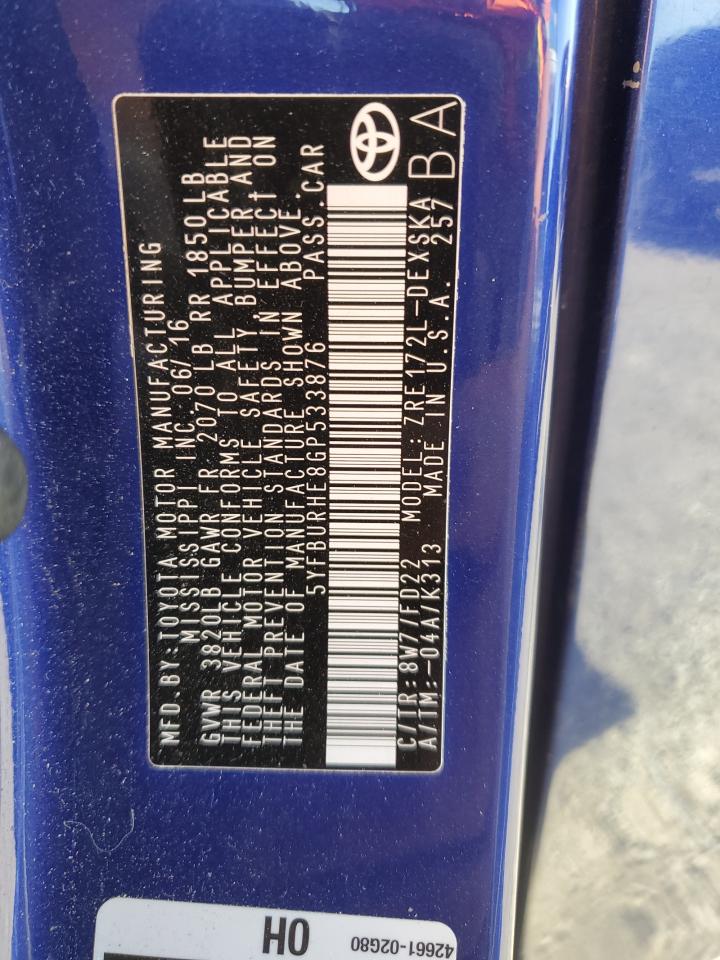 MFD.BY:TOYOTA MOTOR MANUFACTURING
MISSISSIPPI INC.06/16
GVWR 3820LB GAWR FR 2070 LB RR 1850LB
THIS VEHICLE CONFORMS TO ALL APPLICABLE
FEDERAL MOTOR VEHICLE SAFETY BUMPER AND
THEFT PREVENTION STANDARDS IN EFFECT ON
THE DATE OF MANUFACTURE SHOWN ABOVE.
5YFBURHE8GP533876 PASS.CAR
C/TR:8W7/FD22 MODEL:ZRE172L-DEXSKA
A/TM:-04A/K313 MADE IN U.S.A. 257
BA
OH
42661-02G80